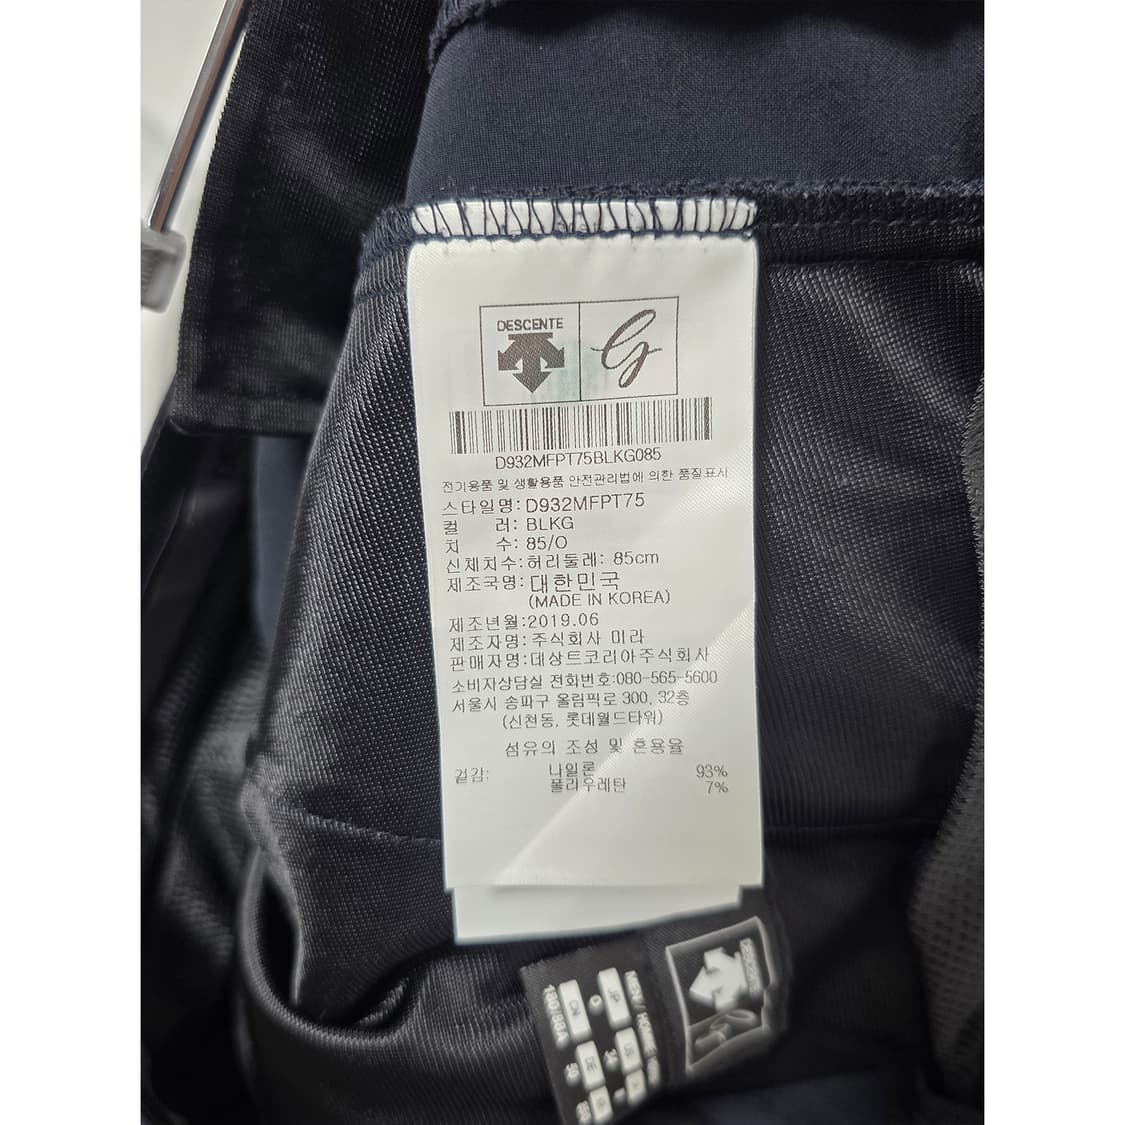 DESCENTE
G
D932MFPT75BLKG085
전기용품 및 생활용품 안전관리법에 의한 품질표시
스타일명: D932MFPT75
컬 러: BLKG
치 수: 85/O
신체치수:허리둘레: 85cm
제조국명: 대한민국
(MADE IN KOREA)
제조년월:2019.06
제조자명:주식회사 미라
판매자명:데상트코리아주식회사
소비자상담실 전화번호:080-565-5600
서울시 송파구 올림픽로 300, 32층
(신천동, 롯데월드타워)
섬유의 조성 및 혼용율
겉감: 나일론 93%
폴리우레탄 7%
DESCENTE
MEN /
JP O
CN 180/88A